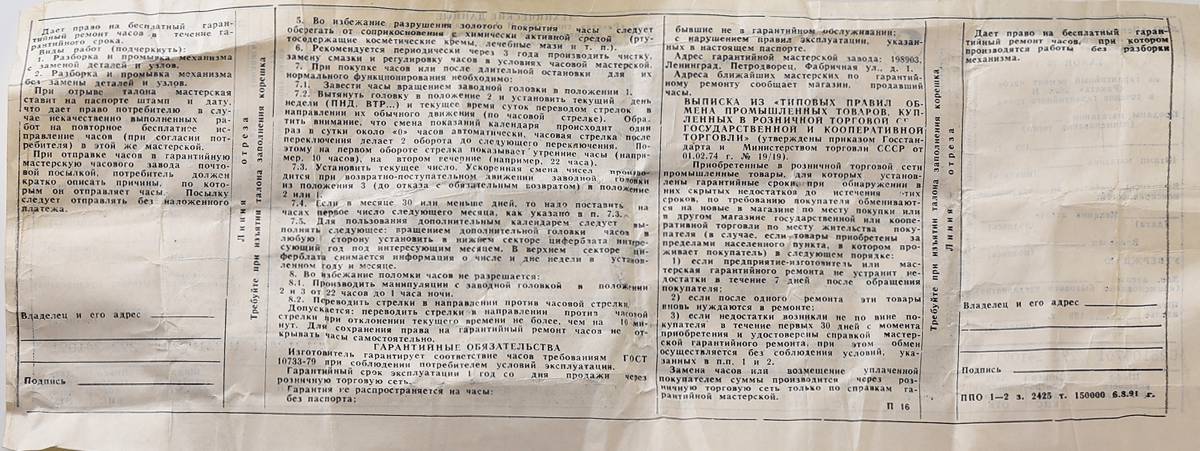 Дает право на бесплатный гаран-
тийный ремонт часов в течение га-
рантийного срока.
Виды работ (подчеркнуть):
1. Разборка и промывка механизма
с заменой деталей и узлов.
2. Разборка и промывка механизма
без замены деталей и узлов.
При отрыве талона мастерская
ставит на паспорте штамп и дату,
что дает право потребителю в слу-
чае некачественно выполненных ра-
бот на повторное бесплатное ис-
правление часов (при согласии пот-
ребителя) в этой же мастерской.
При отправке часов в гарантийную
мастерскую часового завода почто-
вой посылкой, потребитель должен
кратко описать причины, по кото-
рым он отправляет часы. Посылку
следует отправлять без наложенного
платежа.
Владелец и его адрес
Подпись
Линия отреза
Требуйте при изъятии талона заполнения корешка
5. Во избежание разрушения золотого покрытия часы следует
оберегать от соприкосновения с химически активной средой (рту-
тосодержащие косметические кремы, лечебные мази и т. п.).
6. Рекомендуется периодически через 3 года производить чистку,
замену смазки и регулировку часов в условиях часовой мастерской.
7. При покупке часов или после длительной остановки для их
нормального функционирования необходимо:
7.1. Завести часы вращением заводной головки в положении 1.
7.2. Вытянуть головку в положение 2 и установить текущий день
недели (ПНД, ВТР...) и текущее время суток переводом стрелок в
направлении их обычного движения (по часовой стрелке). Обра-
тить внимание, что смена показаний календаря происходит один
раз в сутки около «0» часов автоматически, часовая стрелка после
переключения делает 2 оборота до следующего переключения. По-
этому на первом обороте стрелка показывает утренние часы (напри-
мер, 10 часов), на втором вечерние (например, 22 часа).
7.3. Установить текущее число. Ускоренная смена чисел произво-
дится при возвратно-поступательном движении заводной головки
из положения 3 (до отказа с обязательным возвратом) в положение
2 или 1.
7.4. Если в месяце 30 или меньше дней, то надо поставить на
часах первое число следующего месяца, как указано в п. 7.3.
7.5. Для пользования дополнительным календарем следует вы-
полнять следующее: вращением дополнительной головки часов в
любую сторону установить в нижнем секторе циферблата интере-
сующий год под интересующим месяцем. В верхнем секторе ци-
ферблата снимается информация о числе и дне недели в установ-
ленном году и месяце.
8. Во избежание поломки часов не разрешается:
8.1. Производить манипуляции с заводной головкой в положении
2 и 3 от 22 часов до 1 часа ночи.
8.2. Переводить стрелки в направлении против часовой стрелки.
Допускается: переводить стрелки в направлении против часовой
стрелки при отклонении текущего времени не более, чем на 10 ми-
нут. Для сохранения права на гарантийный ремонт часов не от-
крывать часы самостоятельно.
ГАРАНТИЙНЫЕ ОБЯЗАТЕЛЬСТВА
Изготовитель гарантирует соответствие часов требованиям ГОСТ
10733-79 при соблюдении потребителем условий эксплуатации.
Гарантийный срок эксплуатации 1 год со дня продажи через
розничную торговую сеть.
Гарантия не распространяется на часы:
без паспорта;
бывшие не в гарантийном обслуживании;
с нарушением правил эксплуатации, указан-
ных в настоящем паспорте.
Адрес гарантийной мастерской завода: 198903,
Ленинград, Петродворец, Фабричная ул., д. 1.
Адреса ближайших мастерских по гарантий-
ному ремонту сообщает магазин, продавший
часы.
ВЫПИСКА ИЗ «ТИПОВЫХ ПРАВИЛ ОБ-
МЕНА ПРОМЫШЛЕННЫХ ТОВАРОВ, КУП-
ЛЕННЫХ В РОЗНИЧНОЙ ТОРГОВОЙ
ГОСУДАРСТВЕННОЙ И КООПЕРАТИВНОЙ
ТОРГОВЛИ» (утверждены приказом Госстан-
дарта и Министерством торговли СССР от
01.02.74 г. № 19/19).
Приобретенные в розничной торговой сети
промышленные товары, для которых установ-
лены гарантийные сроки, при обнаружении в
них скрытых недостатков до истечения этих
сроков, по требованию покупателя обменивают-
ся на новые в магазине по месту покупки или
в другом магазине государственной или коопе-
ративной торговли по месту жительства поку-
пателя (в случае, если товары приобретены за
пределами населенного пункта, в котором про-
живает покупатель) в следующем порядке:
1) если предприятие-изготовитель или мас-
терская гарантийного ремонта не устранит не-
достатки в течение 7 дней после обращения
покупателя;
2) если после одного ремонта эти товары
вновь нуждаются в ремонте;
3) если недостатки возникли не по вине по-
купателя в течение первых 30 дней с момента
приобретения и удостоверены справкой мастер-
ской гарантийного ремонта, при этом обмен
осуществляется без соблюдения условий, ука-
занных в п.п. 1 и 2.
Замена часов или возмещение уплаченной
покупателем суммы производится через роз-
ничную торговую сеть только по справкам га-
рантийной мастерской.
П 16
Требуйте при изъятии талона заполнения корешка
Линия отреза
Дает право на бесплатный гаран-
тийный ремонт часов, при котором
производятся работы без разборки
механизма.
Владелец и его адрес
Подпись
ППО 1—2 з. 2425 т. 150000 6.8.91 г.